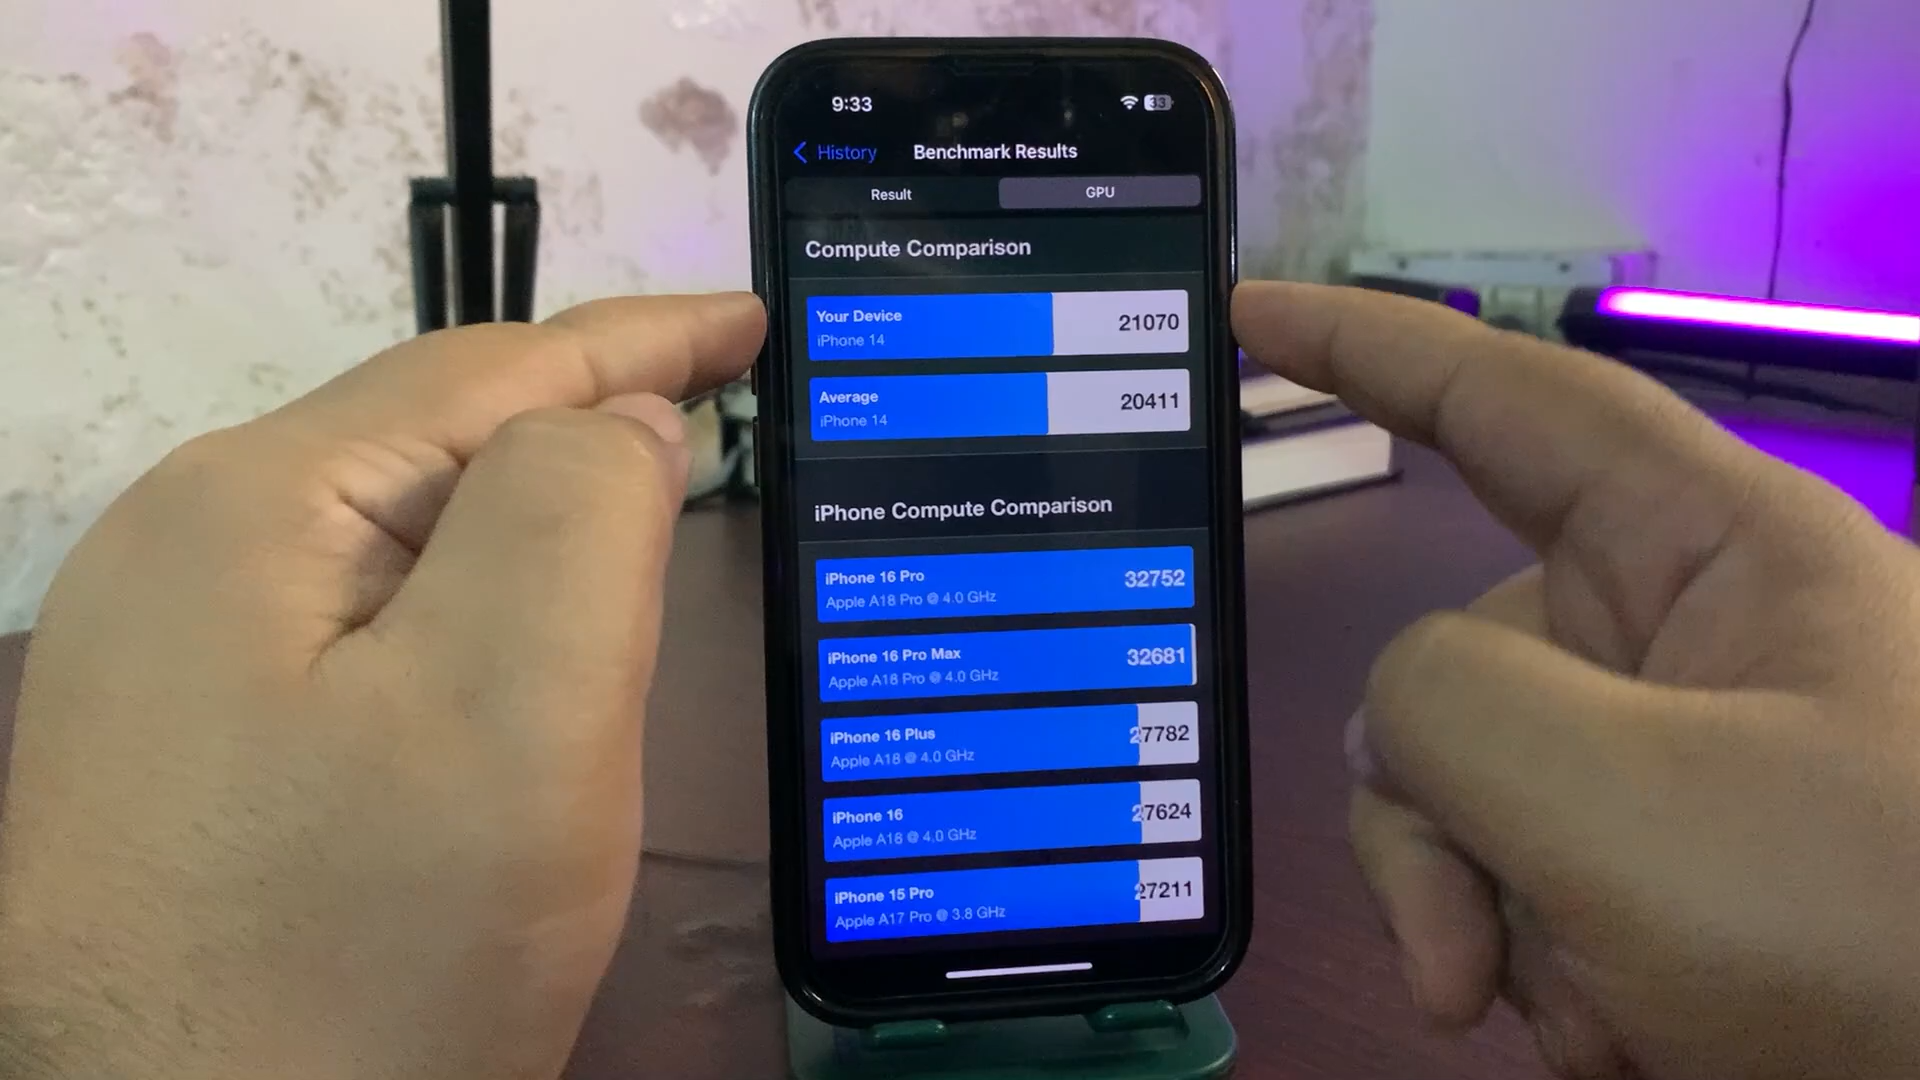 9:33
33
History
Benchmark Results
Result
GPU
Compute Comparison
Your Device
iPhone 14
21070
Average
iPhone 14
20411
iPhone Compute Comparison
iPhone 16 Pro
Apple A18 Pro @ 4.0 GHz
32752
iPhone 16 Pro Max
Apple A18 Pro @ 4.0 GHz
32681
iPhone 16 Plus
Apple A18 @ 4.0 GHz
27782
iPhone 16
Apple A18 @ 4.0 GHz
27624
iPhone 15 Pro
Apple A17 Pro @ 3.8 GHz
27211